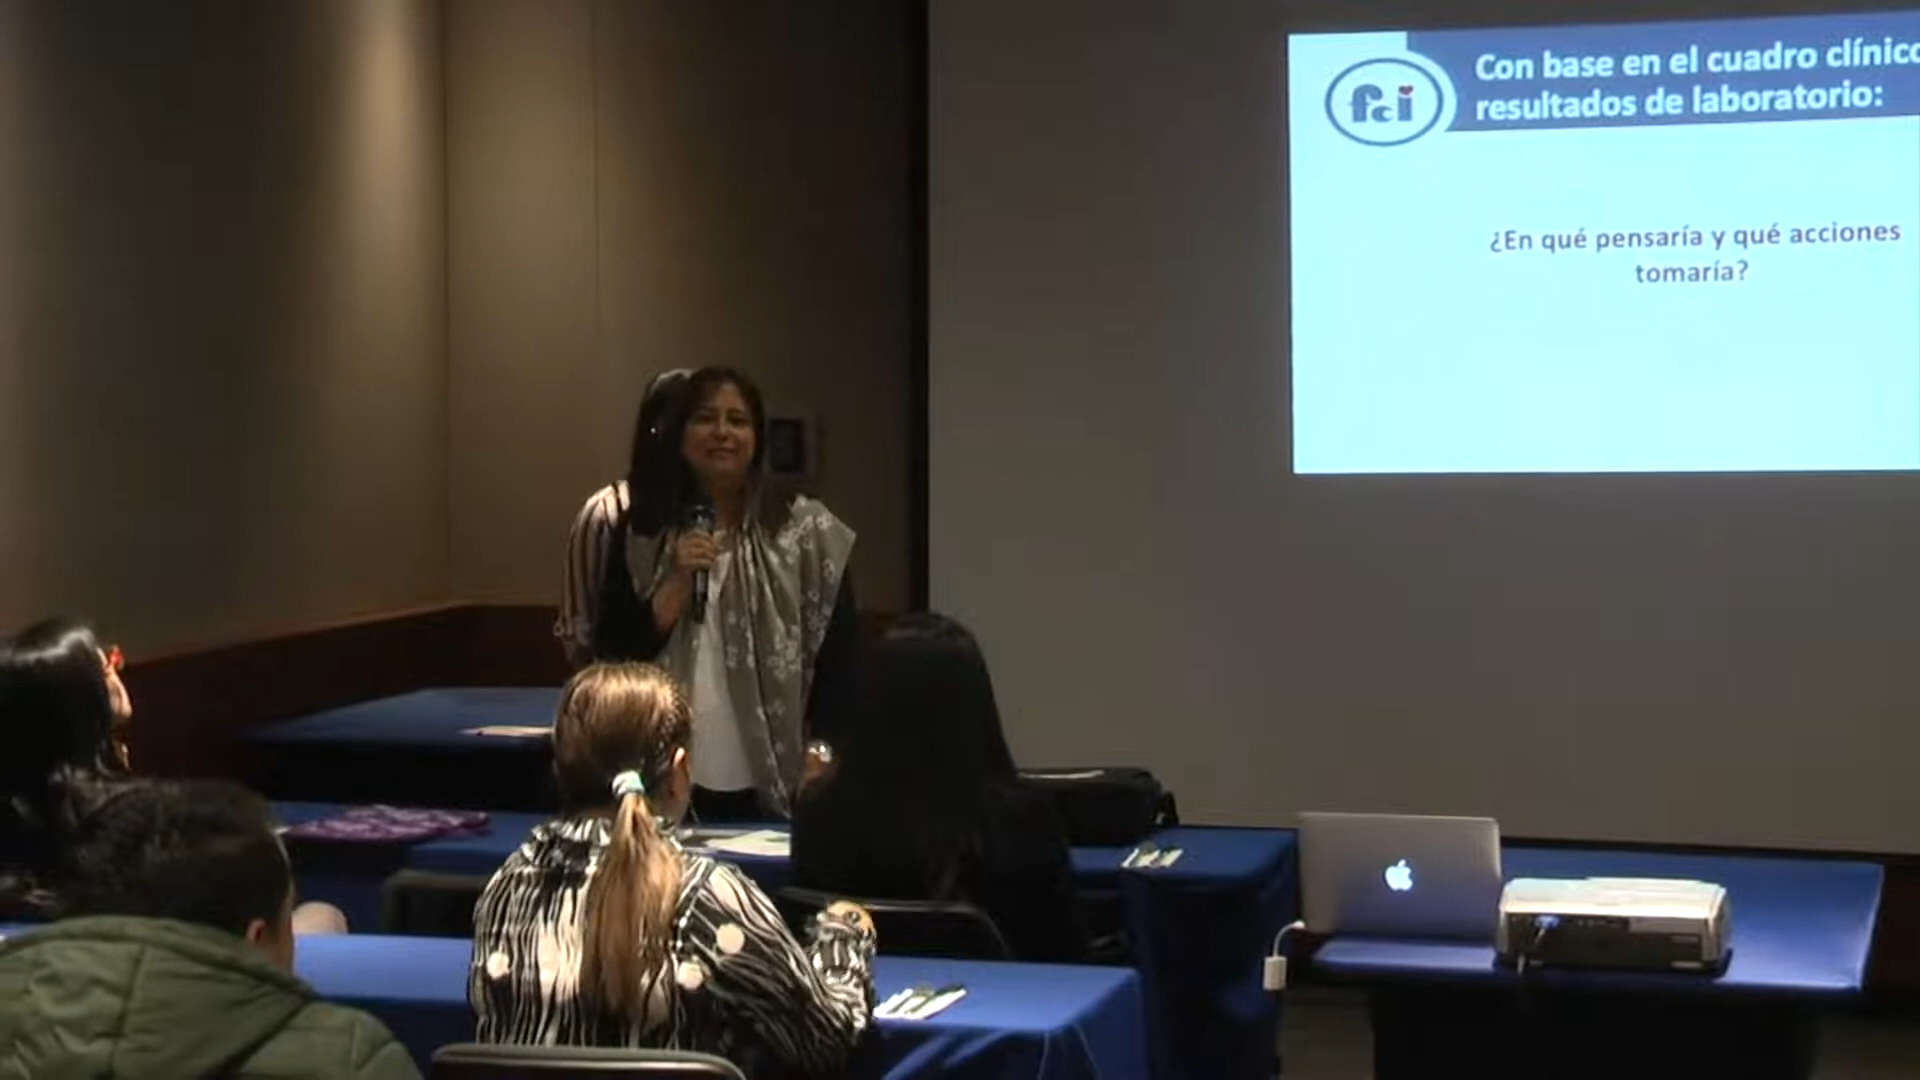 fci
Con base en el cuadro clínico
resultados de laboratorio:
¿En qué pensaría y qué acciones
tomaría?